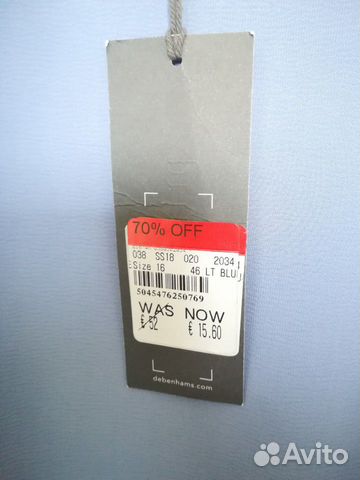 70% OFF
038 SS18 020 2034
Size 16 46 LT BLU
5045476250769
WAS NOW
€ 52 € 15.60
debenhams.com
Avito